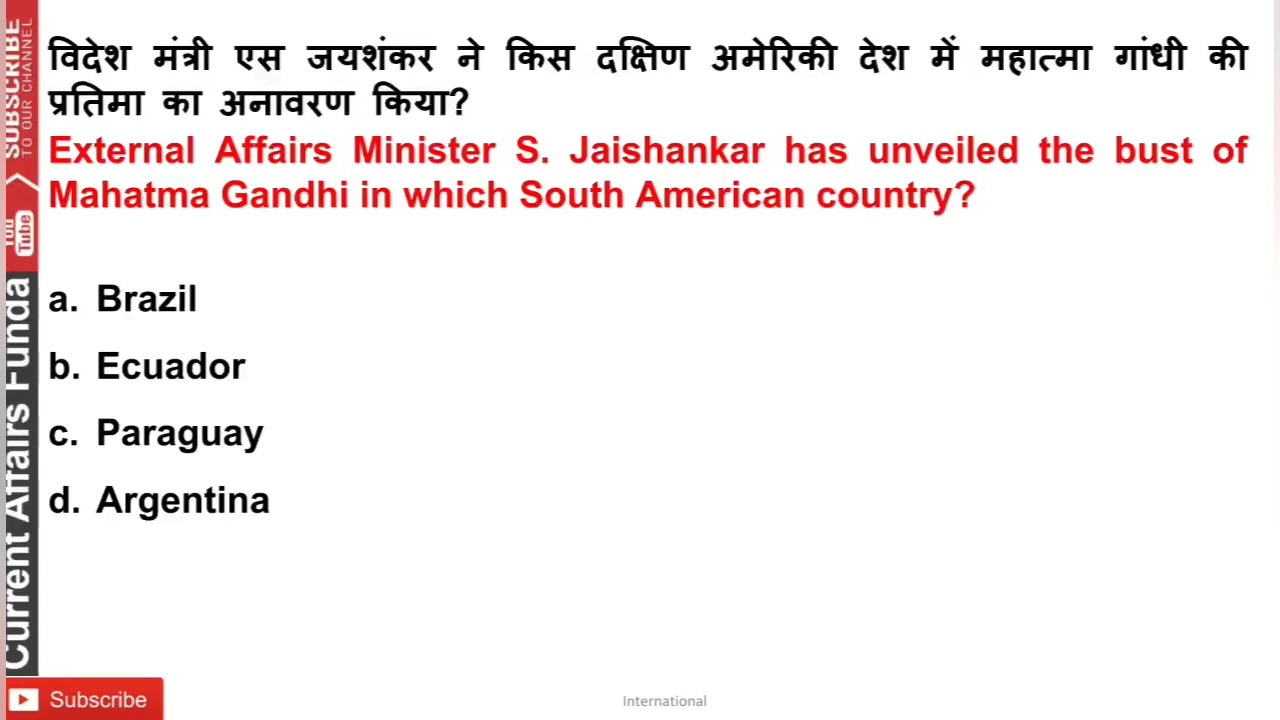 विदेश मंत्री एस जयशंकर ने किस दक्षिण अमेरिकी देश में महात्मा गांधी की
प्रतिमा का अनावरण किया?
External Affairs Minister S. Jaishankar has unveiled the bust of
Mahatma Gandhi in which South American country?
a. Brazil
b. Ecuador
c. Paraguay
d. Argentina
SUBSCRIBE
TO OUR CHANNEL
You Tube
Current Affairs Funda
Subscribe
International